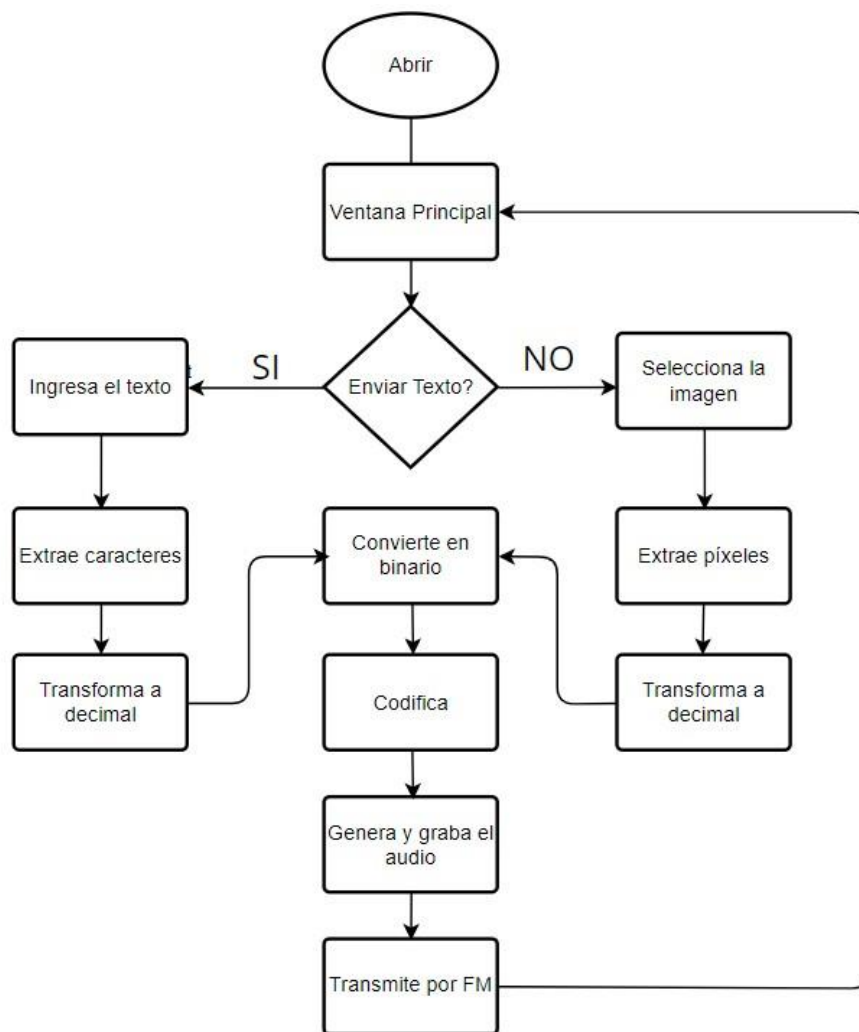 Abrir
Ventana Principal
Enviar Texto?
SI
NO
Ingresa el texto
t
Selecciona la
imagen
Extrae caracteres
Convierte en
binario
Extrae píxeles
Transforma a
decimal
Codifica
Transforma a
decimal
Genera y graba el
audio
Transmite por FM